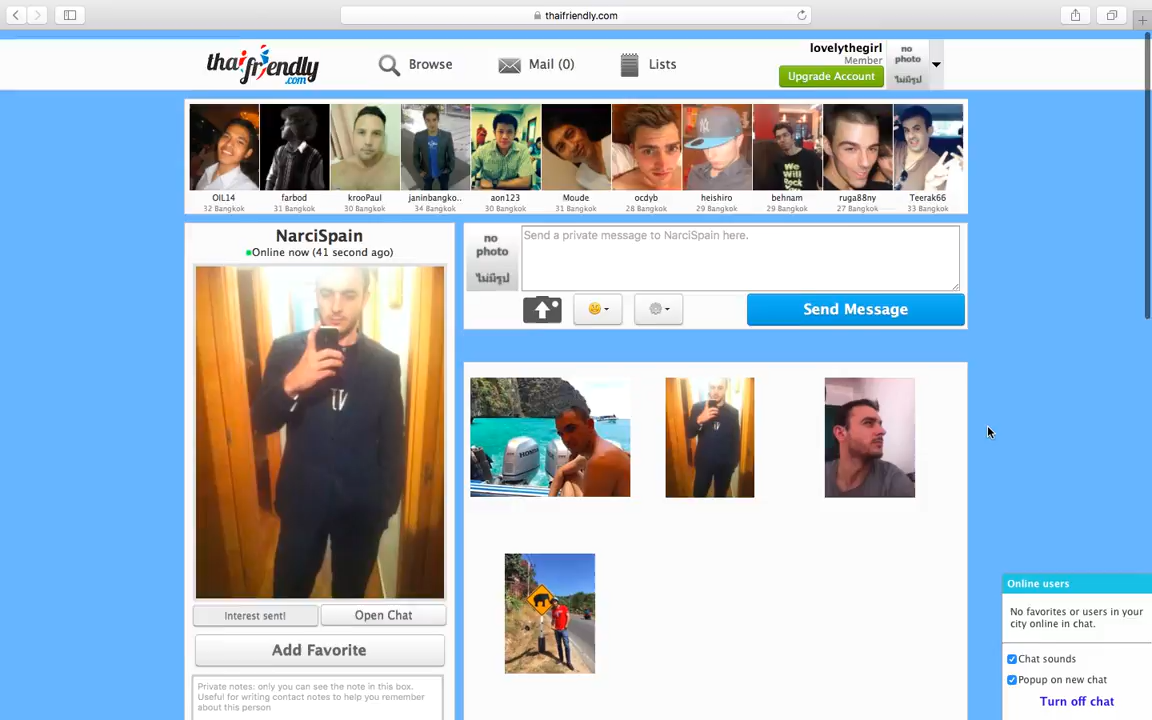 thaifriendly.com
thaifriendly
.com
Browse
Mail (0)
Lists
lovelythegirl
Member
Upgrade Account
no
photo
ไม่มีรูป
OIL14
32 Bangkok
farbod
31 Bangkok
krooPaul
30 Bangkok
janinbangko..
34 Bangkok
aon123
30 Bangkok
Moude
31 Bangkok
ocdyb
28 Bangkok
heishiro
29 Bangkok
behnam
29 Bangkok
ruga88ny
27 Bangkok
Teerak66
33 Bangkok
NarciSpain
Online now (41 second ago)
no
photo
ไม่มีรูป
Send a private message to NarciSpain here.
Send Message
HONDA
Interest sent!
Open Chat
Add Favorite
Private notes: only you can see the note in this box.
Useful for writing contact notes to help you remember
about this person
Online users
No favorites or users in your
city online in chat.
Chat sounds
Popup on new chat
Turn off chat